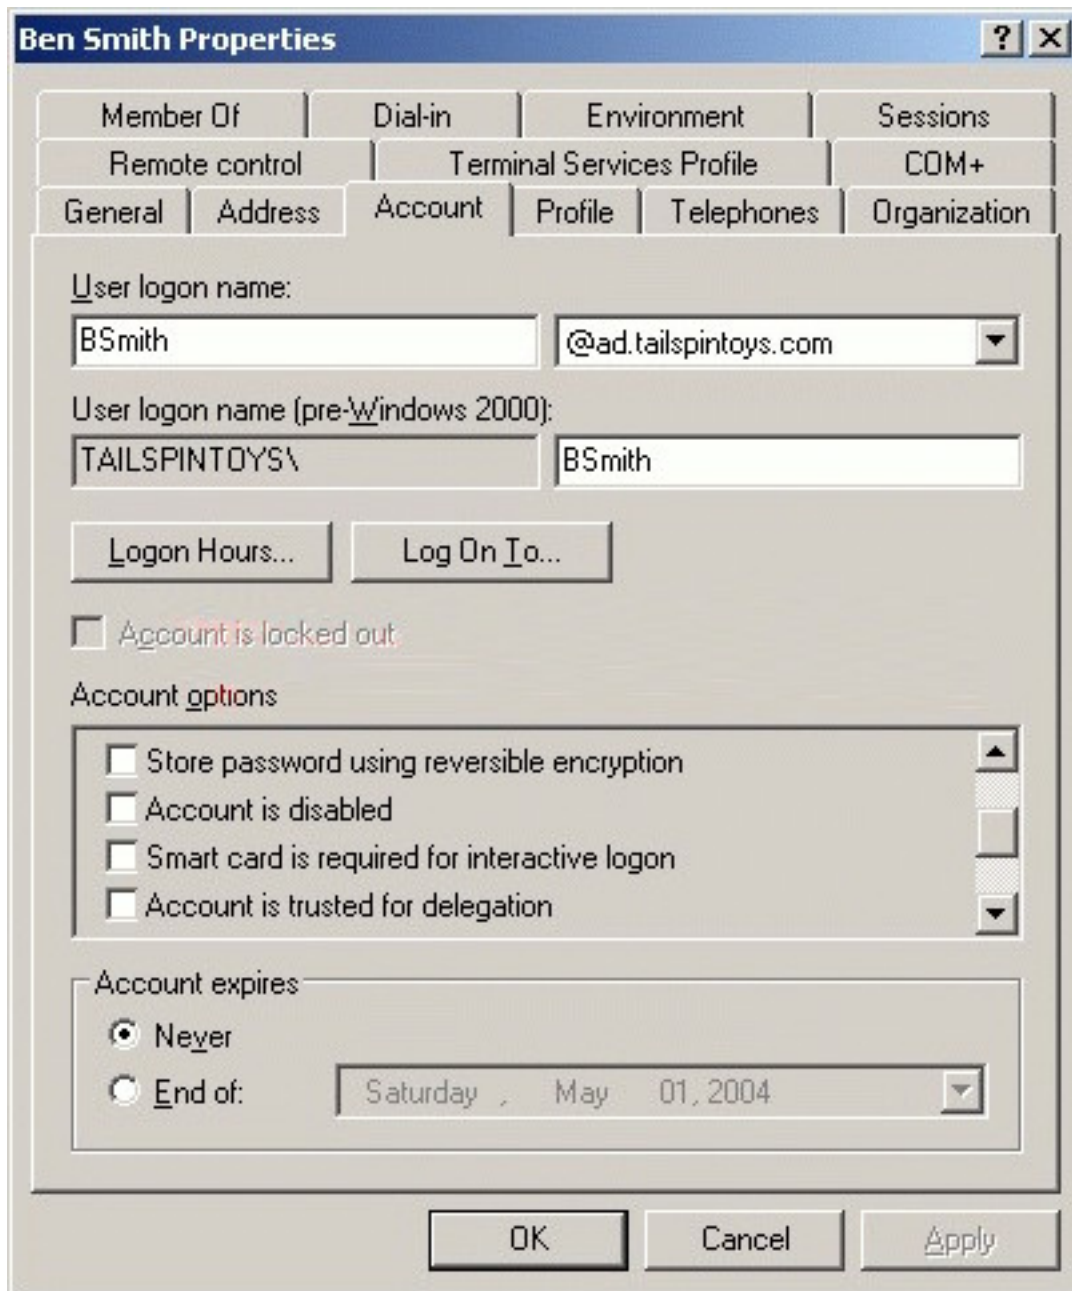 Ben Smith Properties
Member Of Dial-in Environment Sessions
Remote control Terminal Services Profile COM+
General Address Account Profile Telephones Organization
User logon name:
BSmith @ad.tailspintoys.com
User logon name (pre-Windows 2000):
TAILSPINTOYS\ BSmith
Logon Hours... Log On To...
Account is locked out
Account options
Store password using reversible encryption
Account is disabled
Smart card is required for interactive logon
Account is trusted for delegation
Account expires
Never
End of: Saturday , May 01, 2004
OK Cancel Apply